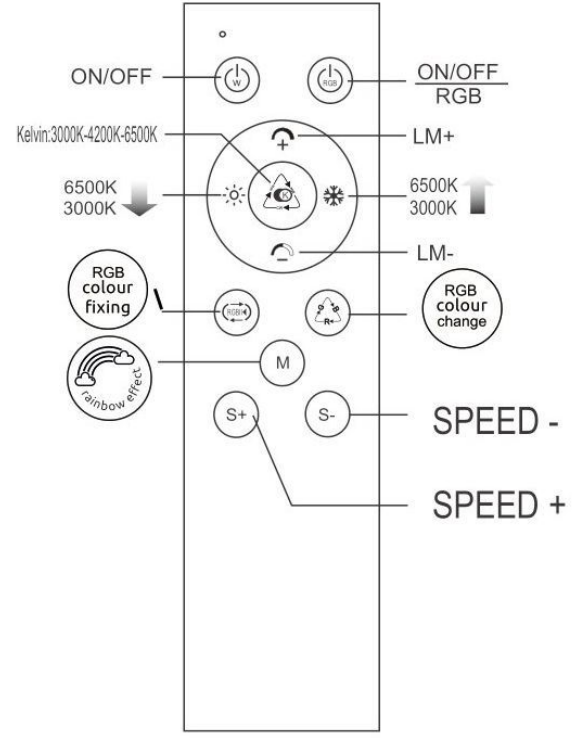 ON/OFF
W
RGB
ON/OFF
RGB
Kelvin:3000K-4200K-6500K
+
LM+
6500K
3000K
K
6500K
3000K
-
LM-
RGB
colour
fixing
RGB
G B
R
RGB
colour
change
rainbow effect
M
S+
S-
SPEED -
SPEED +